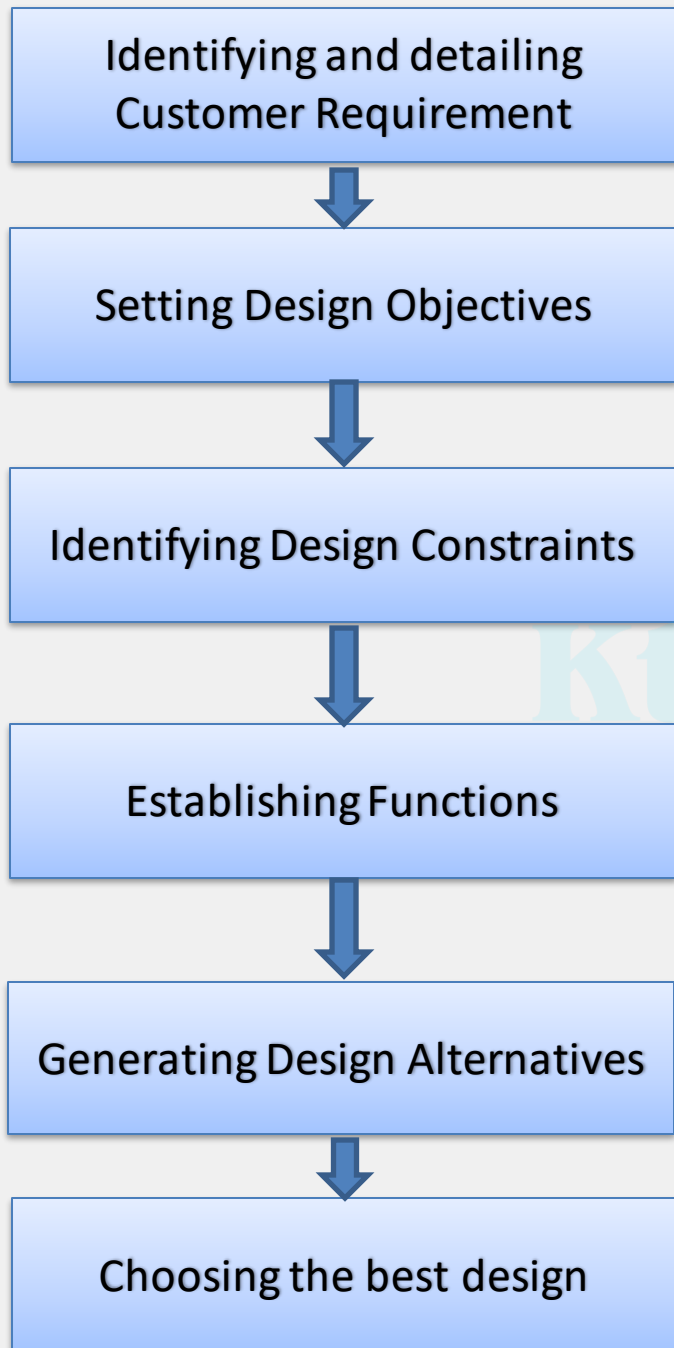 Identifying and detailing
Customer Requirement
Setting Design Objectives
Identifying Design Constraints
Establishing Functions
Generating Design Alternatives
Choosing the best design